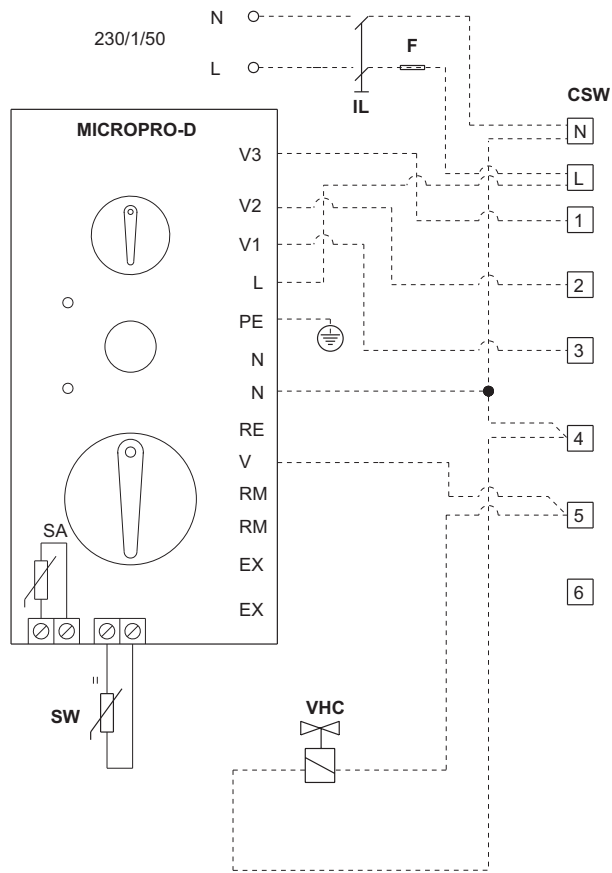 N
230/1/50
L
F
IL
CSW
MICROPRO-D
N
V3
L
V2
1
V1
L
2
PE
N
3
N
RE
4
V
RM
5
SA
RM
EX
6
EX
SW
VHC